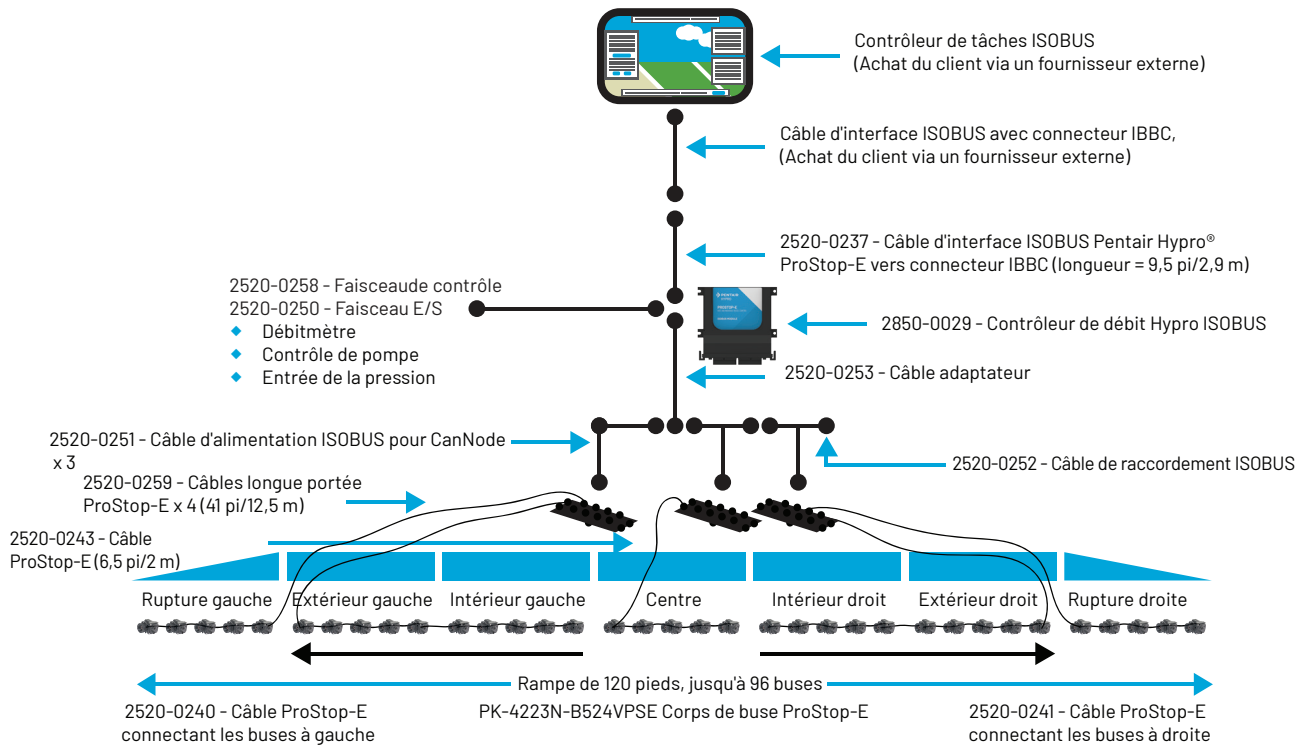 Contrôleur de tâches ISOBUS
(Achat du client via un fournisseur externe)
Câble d'interface ISOBUS avec connecteur IBBC,
(Achat du client via un fournisseur externe)
2520-0237 - Câble d'interface ISOBUS Pentair Hypro®
ProStop-E vers connecteur IBBC (longueur = 9,5 pi/2,9 m)
2520-0258 - Faisceaude contrôle
2520-0250 - Faisceau E/S
Débitmètre
Contrôle de pompe
Entrée de la pression
PENTAIR
HYPRO
PROSTOP-E
2850-0029 - Contrôleur de débit Hypro ISOBUS
2520-0253 - Câble adaptateur
2520-0251 - Câble d'alimentation ISOBUS pour CanNode
x 3
2520-0252 - Câble de raccordement ISOBUS
2520-0259 - Câbles longue portée
ProStop-E x 4 (41 pi/12,5 m)
2520-0243 - Câble
ProStop-E (6,5 pi/2 m)
Rupture gauche
Extérieur gauche
Intérieur gauche
Centre
Intérieur droit
Extérieur droit
Rupture droite
Rampe de 120 pieds, jusqu'à 96 buses
2520-0240 - Câble ProStop-E
connectant les buses à gauche
PK-4223N-B524VPSE Corps de buse ProStop-E
2520-0241 - Câble ProStop-E
connectant les buses à droite